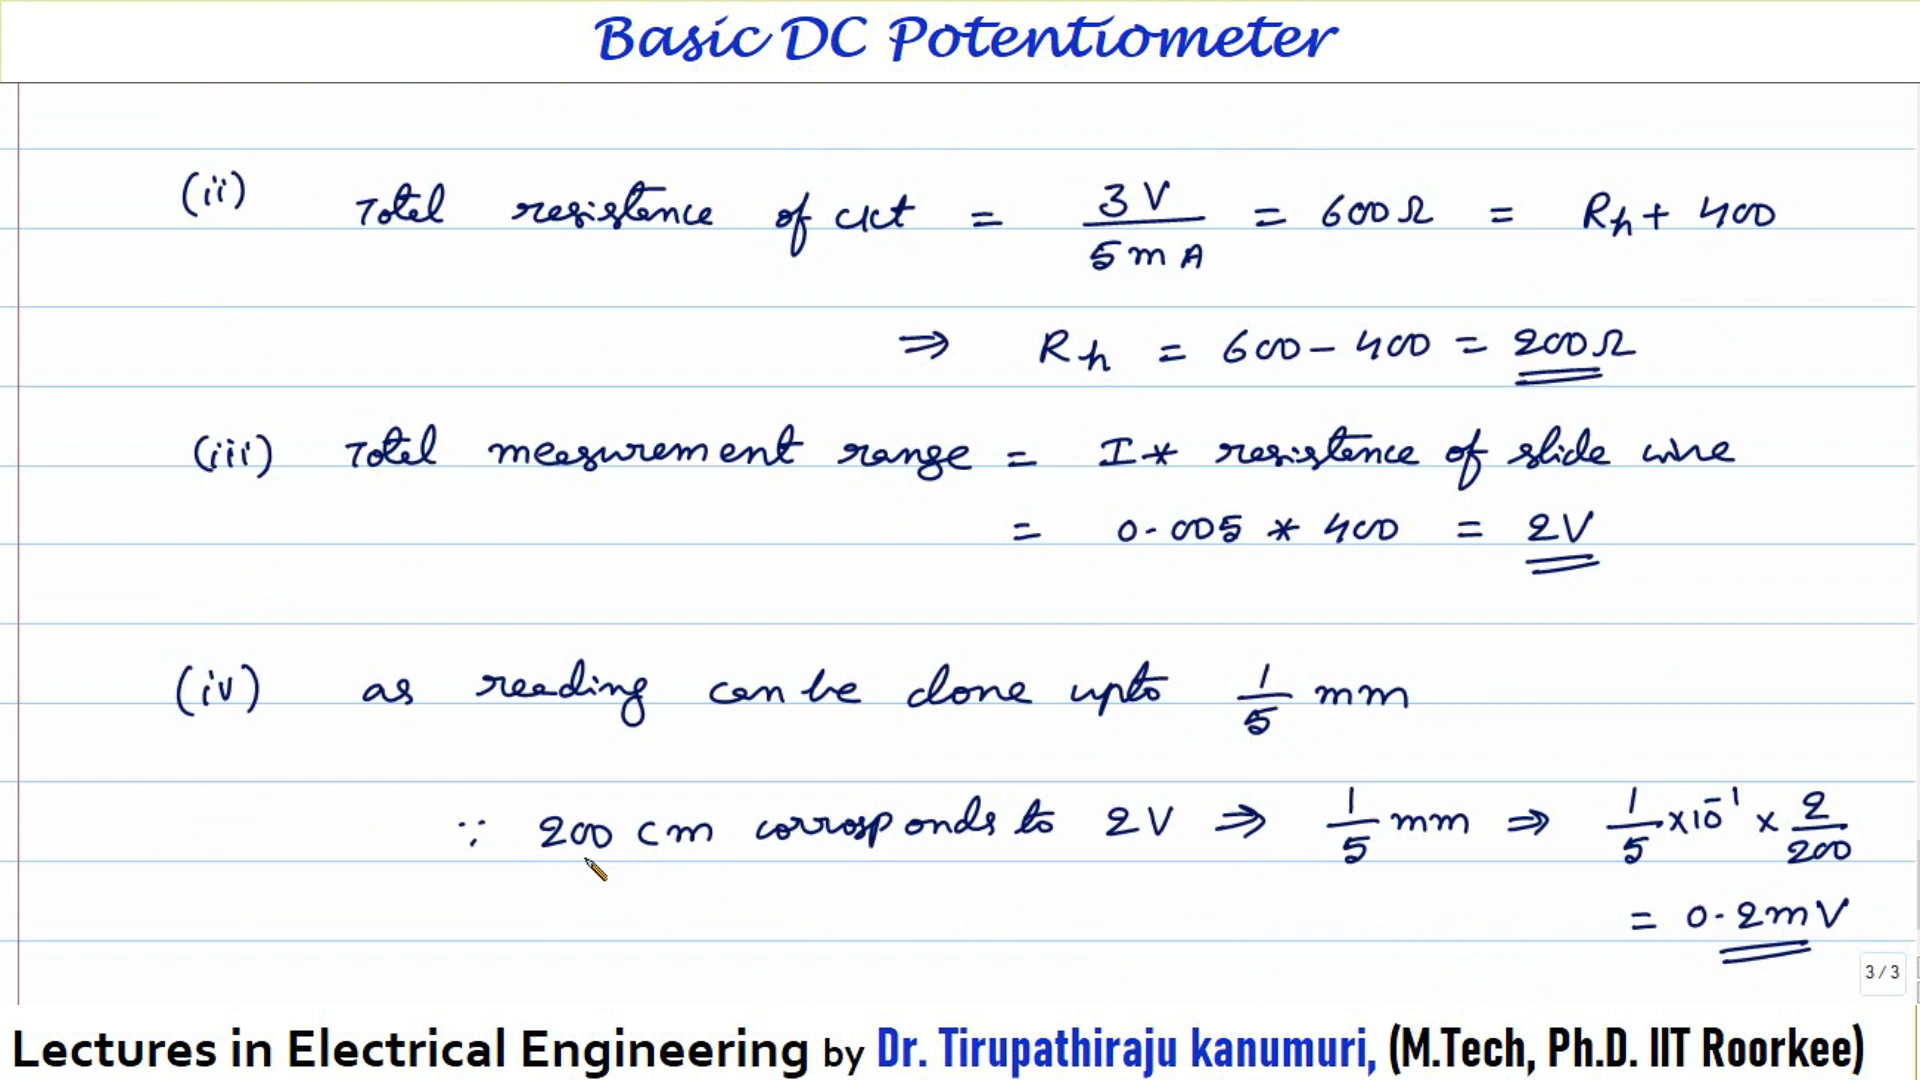 Basic DC Potentiometer
(ii) Total resistance of ckt = 3V / 5mA = 600Ω = Rh + 400
⇒ Rh = 600 - 400 = 200Ω
(iii) Total measurement range = I * resistance of slide wire
= 0.005 * 400 = 2V
(iv) as reading can be done upto 1/5 mm
∵ 200 cm corrosponds to 2V ⇒ 1/5 mm ⇒ 1/5 × 10⁻¹ × 2/200
= 0.2mV
3/3
Lectures in Electrical Engineering by Dr. Tirupathiraju kanumuri, (M.Tech, Ph.D. IIT Roorkee)